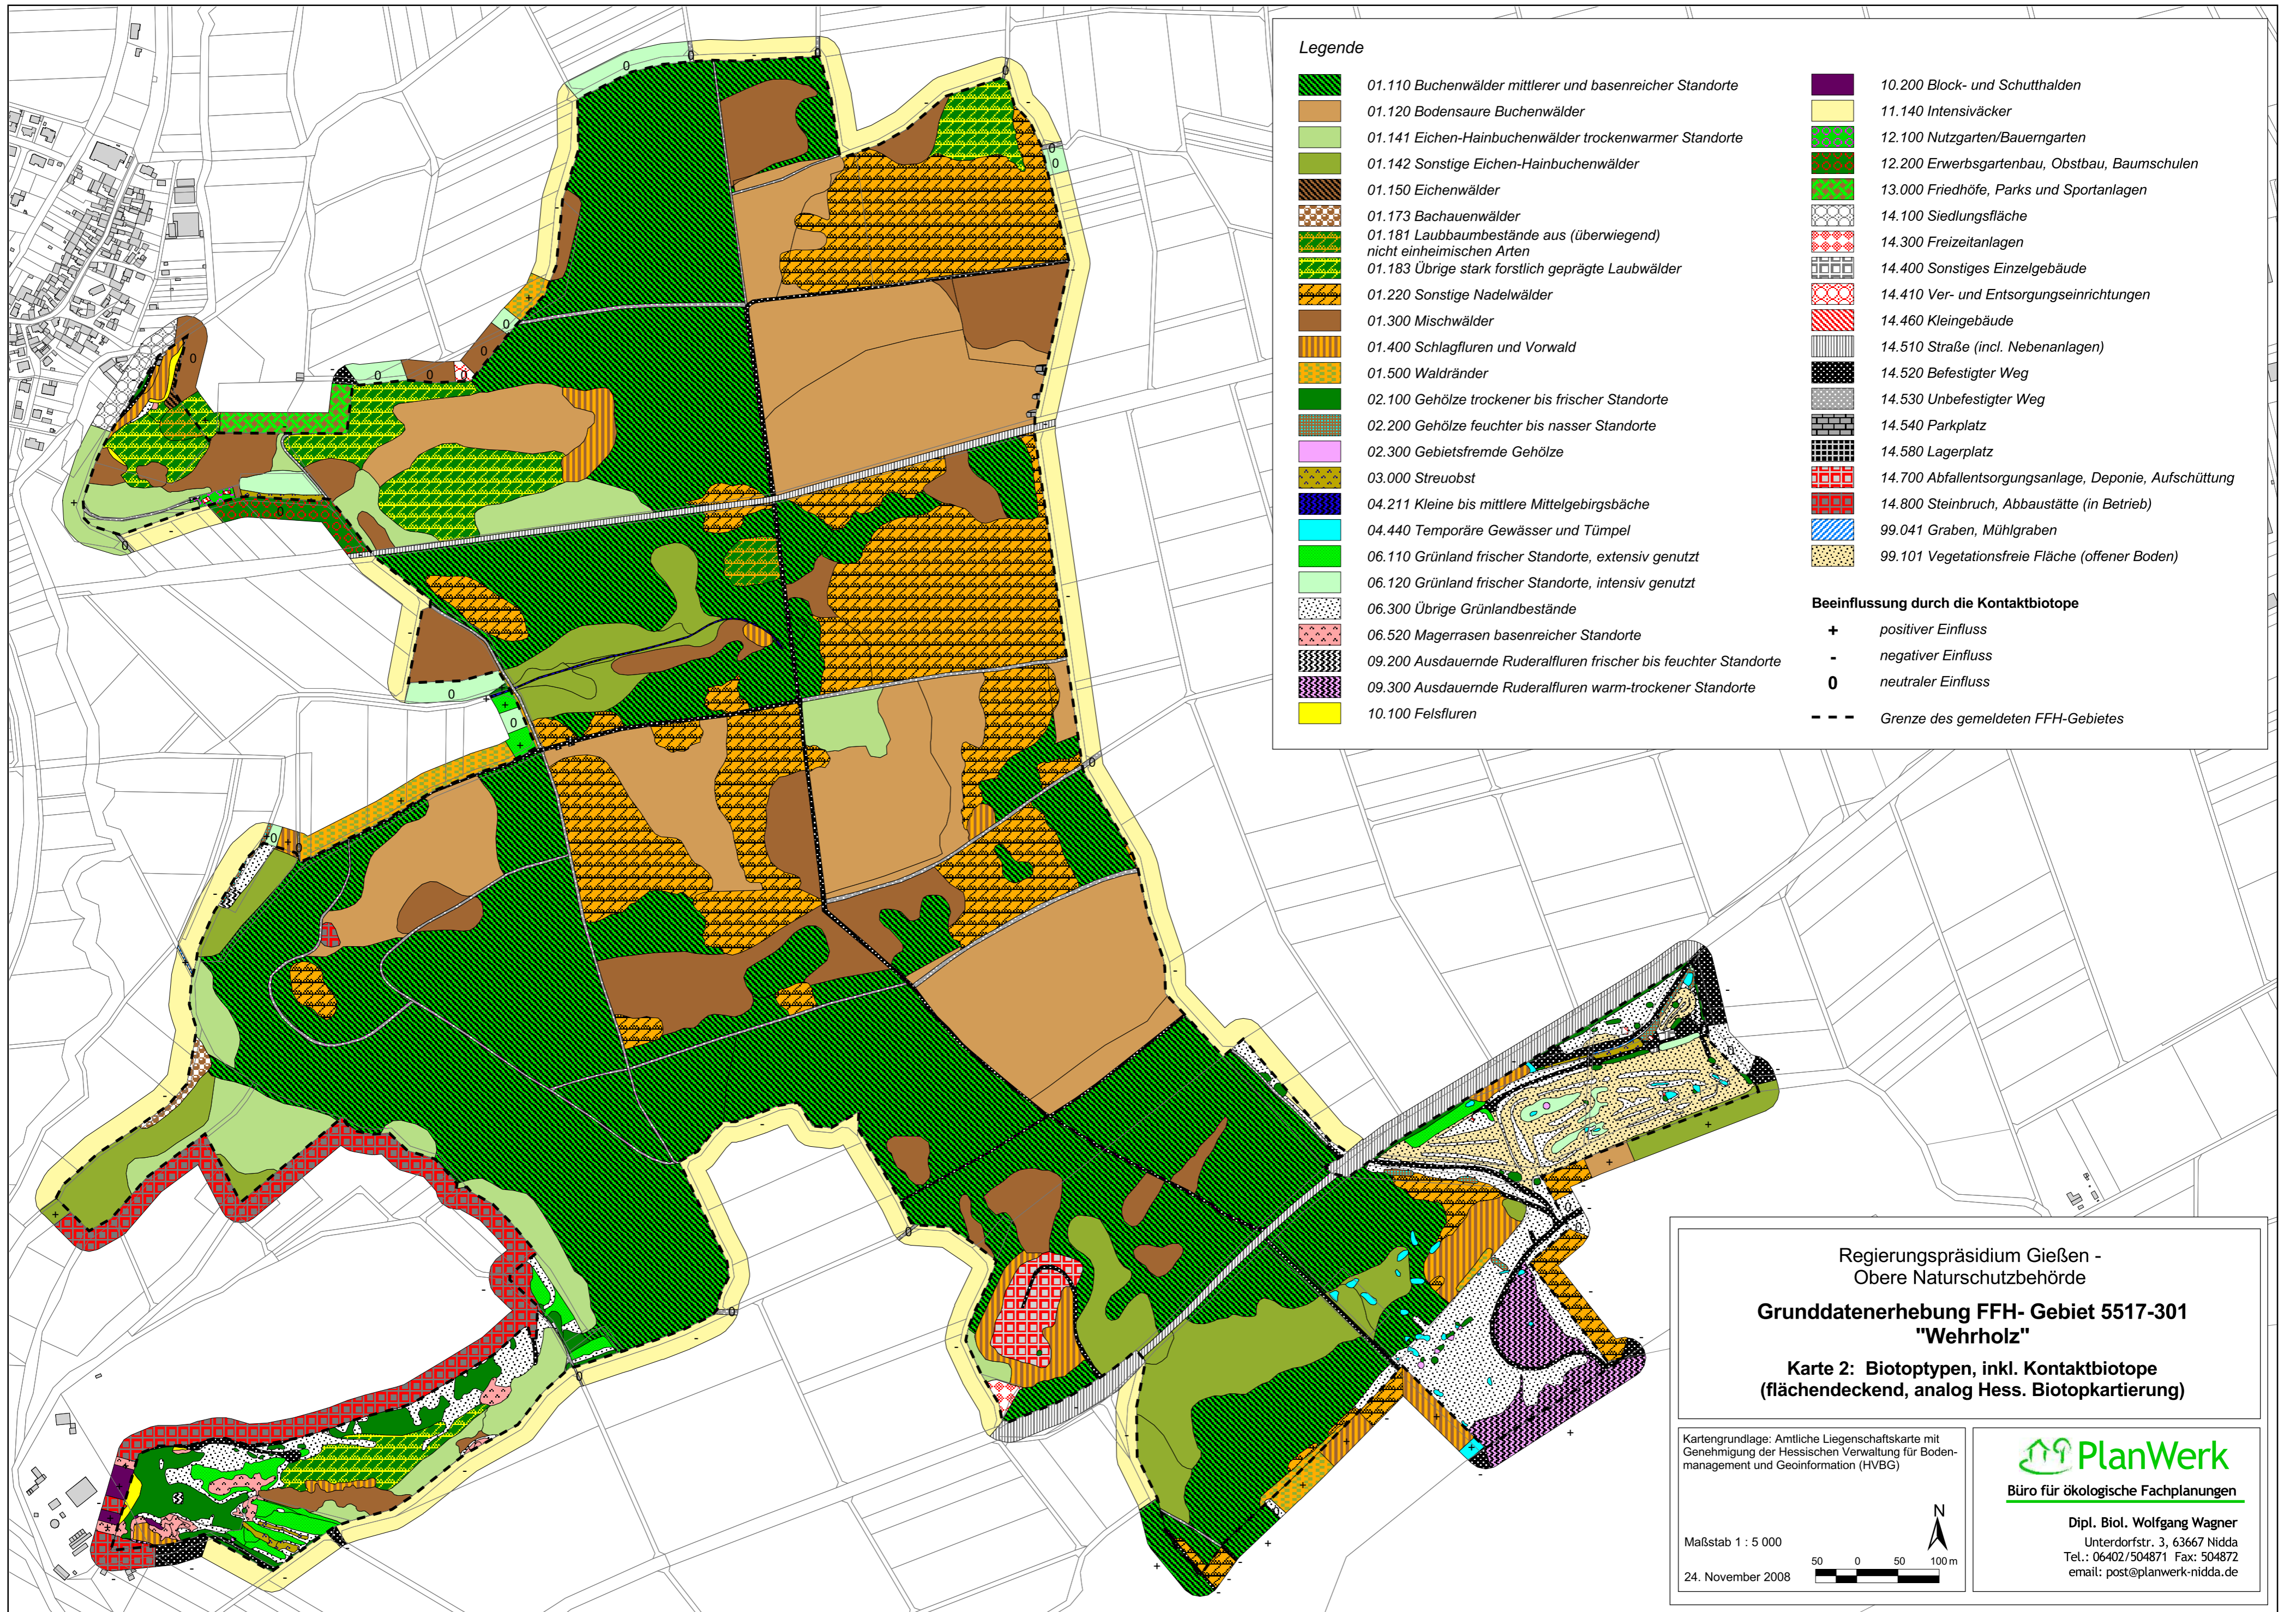 Legende
01.110 Buchenwälder mittlerer und basenreicher Standorte
01.120 Bodensaure Buchenwälder
01.141 Eichen-Hainbuchenwälder trockenwarmer Standorte
01.142 Sonstige Eichen-Hainbuchenwälder
01.150 Eichenwälder
01.173 Bachauenwälder
01.181 Laubbaumbestände aus (überwiegend)
nicht einheimischen Arten
01.183 Übrige stark forstlich geprägte Laubwälder
01.220 Sonstige Nadelwälder
01.300 Mischwälder
01.400 Schlagfluren und Vorwald
01.500 Waldränder
02.100 Gehölze trockener bis frischer Standorte
02.200 Gehölze feuchter bis nasser Standorte
02.300 Gebietsfremde Gehölze
03.000 Streuobst
04.211 Kleine bis mittlere Mittelgebirgsbäche
04.440 Temporäre Gewässer und Tümpel
06.110 Grünland frischer Standorte, extensiv genutzt
06.120 Grünland frischer Standorte, intensiv genutzt
06.300 Übrige Grünlandbestände
06.520 Magerrasen basenreicher Standorte
09.200 Ausdauernde Ruderalfluren frischer bis feuchter Standorte
09.300 Ausdauernde Ruderalfluren warm-trockener Standorte
10.100 Felsfluren
10.200 Block- und Schutthalden
11.140 Intensiväcker
12.100 Nutzgarten/Bauerngarten
12.200 Erwerbsgartenbau, Obstbau, Baumschulen
13.000 Friedhöfe, Parks und Sportanlagen
14.100 Siedlungsfläche
14.300 Freizeitanlagen
14.400 Sonstiges Einzelgebäude
14.410 Ver- und Entsorgungseinrichtungen
14.460 Kleingebäude
14.510 Straße (incl. Nebenanlagen)
14.520 Befestigter Weg
14.530 Unbefestigter Weg
14.540 Parkplatz
14.580 Lagerplatz
14.700 Abfallentsorgungsanlage, Deponie, Aufschüttung
14.800 Steinbruch, Abbaustätte (in Betrieb)
99.041 Graben, Mühlgraben
99.101 Vegetationsfreie Fläche (offener Boden)
Beeinflussung durch die Kontaktbiotope
+ positiver Einfluss
- negativer Einfluss
0 neutraler Einfluss
Grenze des gemeldeten FFH-Gebietes
Regierungspräsidium Gießen -
Obere Naturschutzbehörde
Grunddatenerhebung FFH- Gebiet 5517-301
"Wehrholz"
Karte 2: Biotoptypen, inkl. Kontaktbiotope
(flächendeckend, analog Hess. Biotopkartierung)
Kartengrundlage: Amtliche Liegenschaftskarte mit
Genehmigung der Hessischen Verwaltung für Boden-
management und Geoinformation (HVBG)
N
Maßstab 1 : 5 000
50 0 50 100 m
24. November 2008
PlanWerk
Büro für ökologische Fachplanungen
Dipl. Biol. Wolfgang Wagner
Unterdorfstr. 3, 63667 Nidda
Tel.: 06402/504871 Fax: 504872
email: post@planwerk-nidda.de